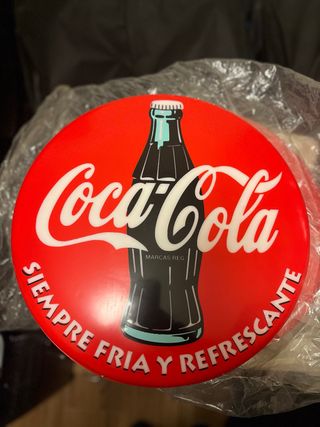 Coca-Cola
MARCAS REG
SIEMPRE FRIA Y REFRESCANTE